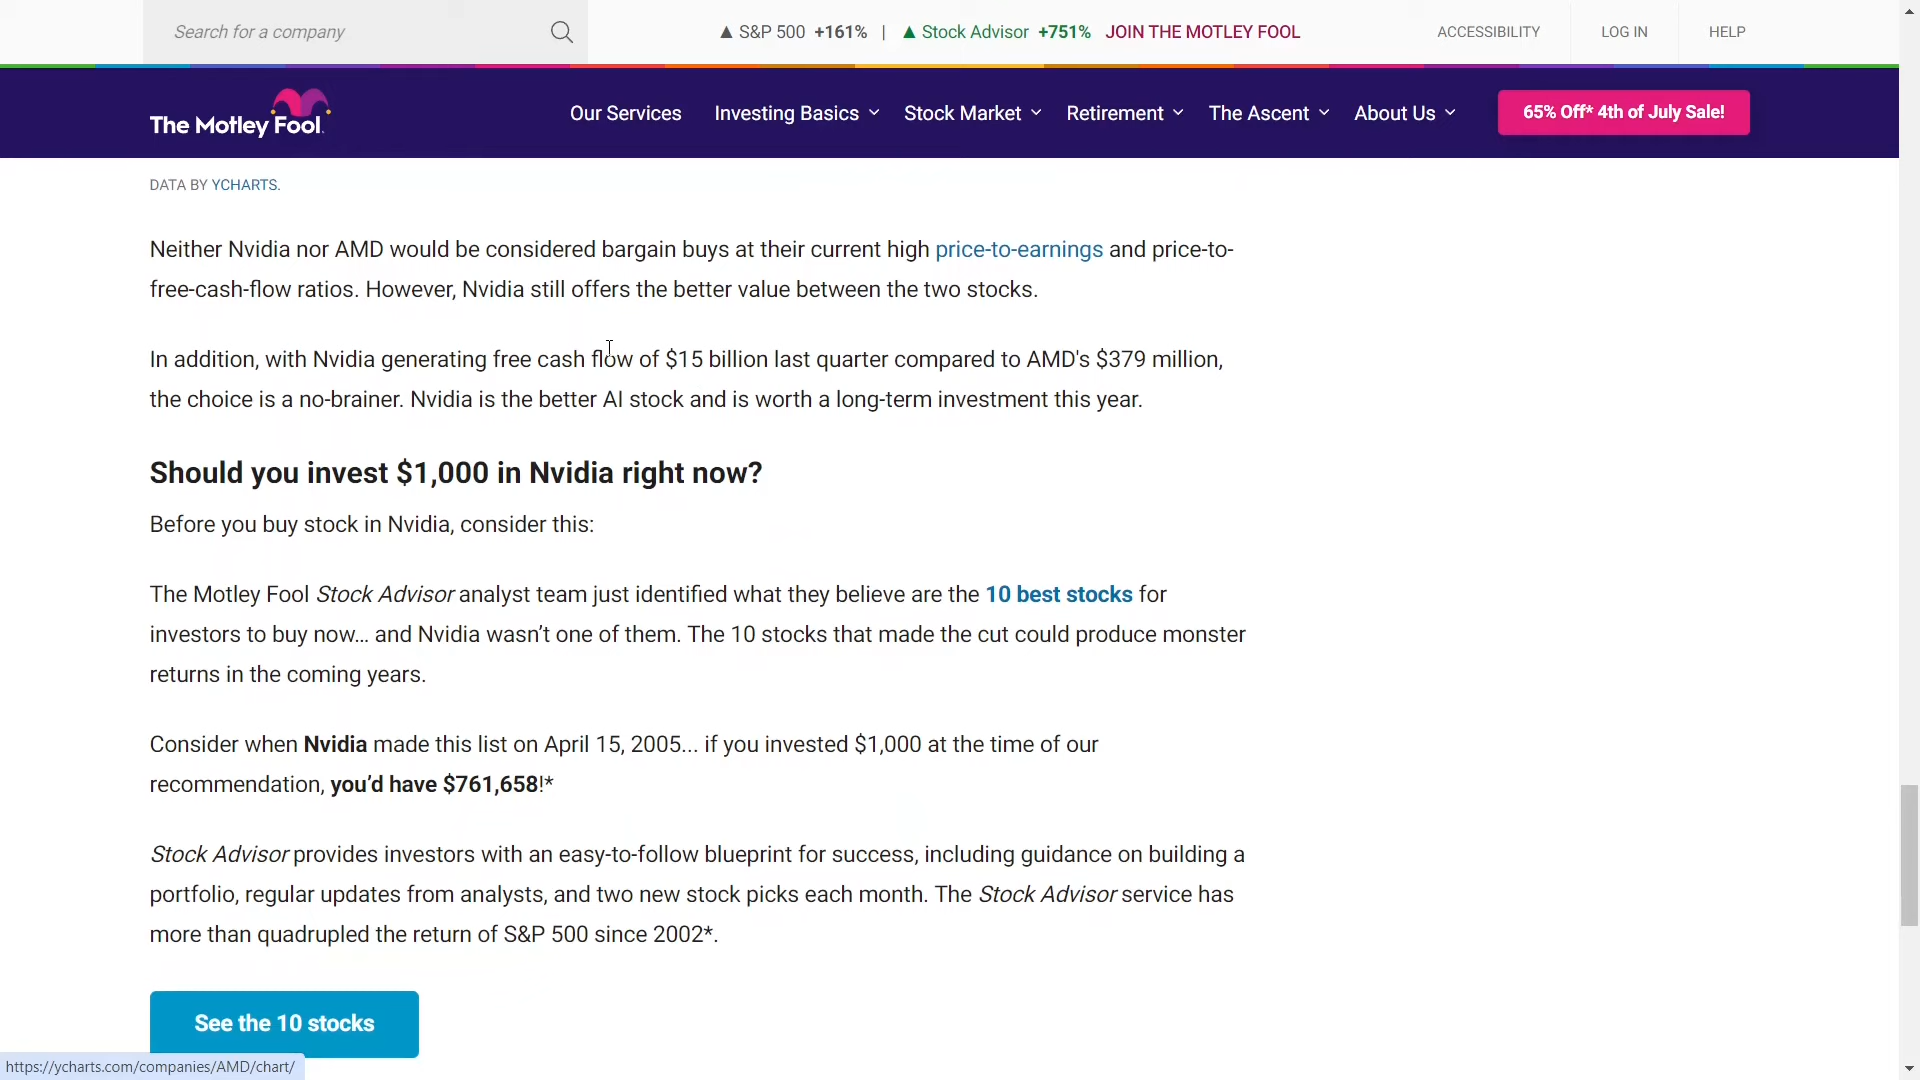 Search for a company
▲ S&P 500 +161% | ▲ Stock Advisor +751% JOIN THE MOTLEY FOOL
ACCESSIBILITY LOG IN HELP
The Motley Fool.
Our Services Investing Basics Stock Market Retirement The Ascent About Us 65% Off* 4th of July Sale!
DATA BY YCHARTS.
Neither Nvidia nor AMD would be considered bargain buys at their current high price-to-earnings and price-to-
free-cash-flow ratios. However, Nvidia still offers the better value between the two stocks.
In addition, with Nvidia generating free cash flow of $15 billion last quarter compared to AMD's $379 million,
the choice is a no-brainer. Nvidia is the better AI stock and is worth a long-term investment this year.
Should you invest $1,000 in Nvidia right now?
Before you buy stock in Nvidia, consider this:
The Motley Fool Stock Advisor analyst team just identified what they believe are the 10 best stocks for
investors to buy now… and Nvidia wasn’t one of them. The 10 stocks that made the cut could produce monster
returns in the coming years.
Consider when Nvidia made this list on April 15, 2005... if you invested $1,000 at the time of our
recommendation, you’d have $761,658!*
Stock Advisor provides investors with an easy-to-follow blueprint for success, including guidance on building a
portfolio, regular updates from analysts, and two new stock picks each month. The Stock Advisor service has
more than quadrupled the return of S&P 500 since 2002*.
See the 10 stocks
https://ycharts.com/companies/AMD/chart/